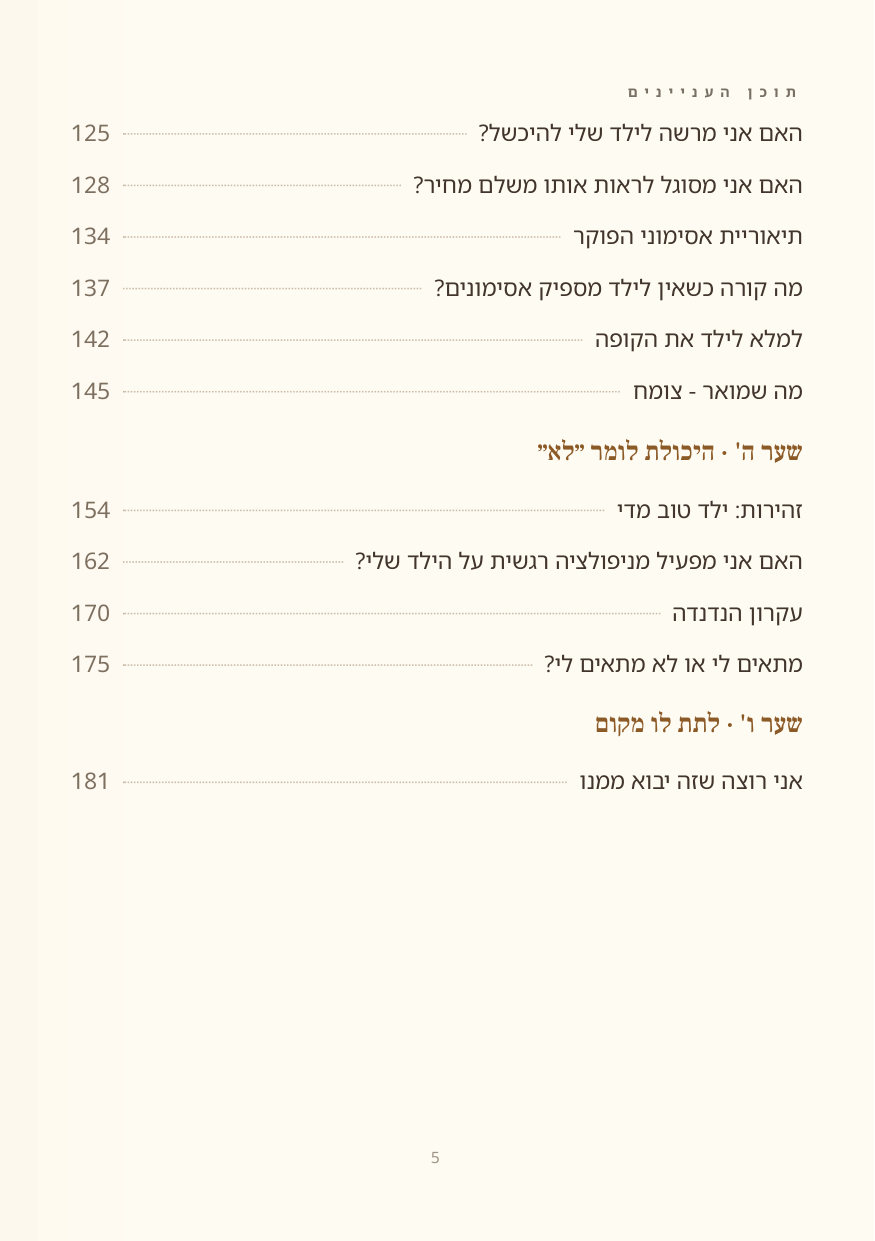 תוכן העניינים
האם אני מרשה לילד שלי להיכשל? 125
האם אני מסוגל לראות אותו משלם מחיר? 128
תיאוריית אסימוני הפוקר 134
מה קורה כשאין לילד מספיק אסימונים? 137
למלא לילד את הקופה 142
מה שמואר - צומח 145
שער ה' · היכולת לומר ״לא״
זהירות: ילד טוב מדי 154
האם אני מפעיל מניפולציה רגשית על הילד שלי? 162
עקרון הנדנדה 170
מתאים לי או לא מתאים לי? 175
שער ו' · לתת לו מקום
אני רוצה שזה יבוא ממנו 181
5